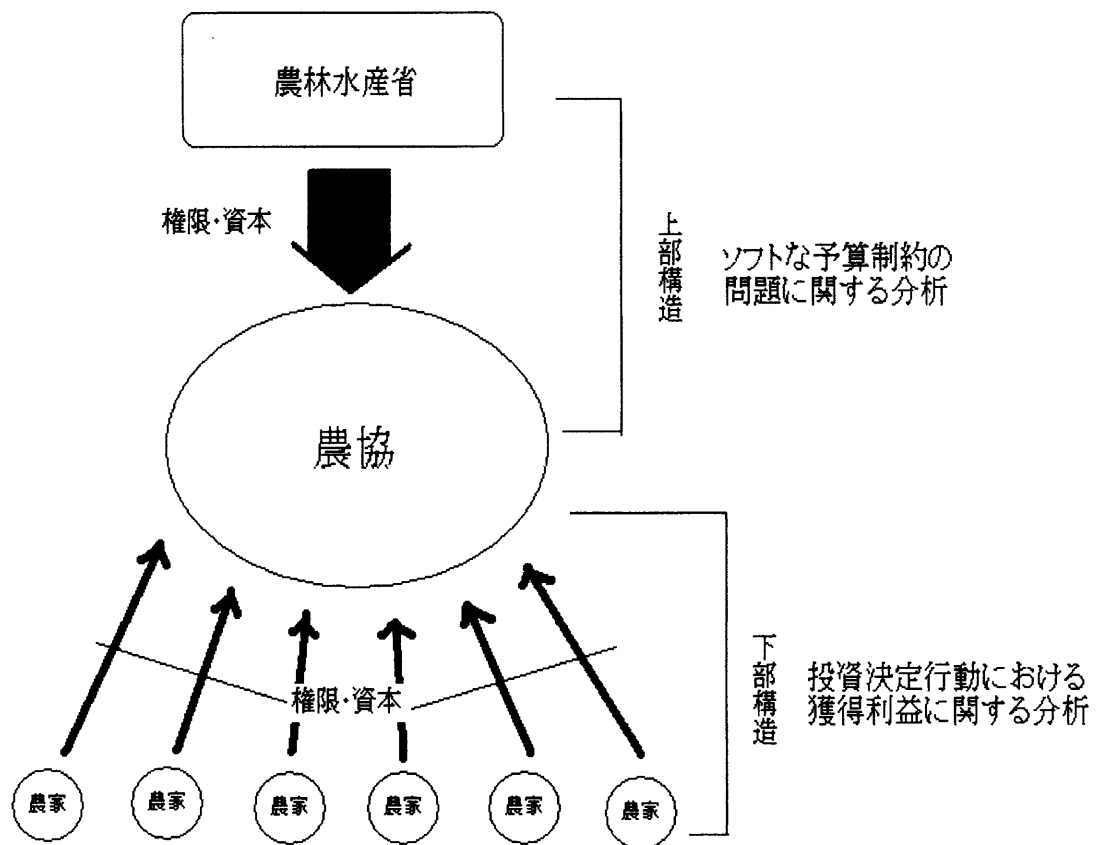 農林水産省
権限・資本
上部構造
ソフトな予算制約の
問題に関する分析
農協
下部構造
投資決定行動における
獲得利益に関する分析
権限・資本
農家
農家
農家
農家
農家
農家